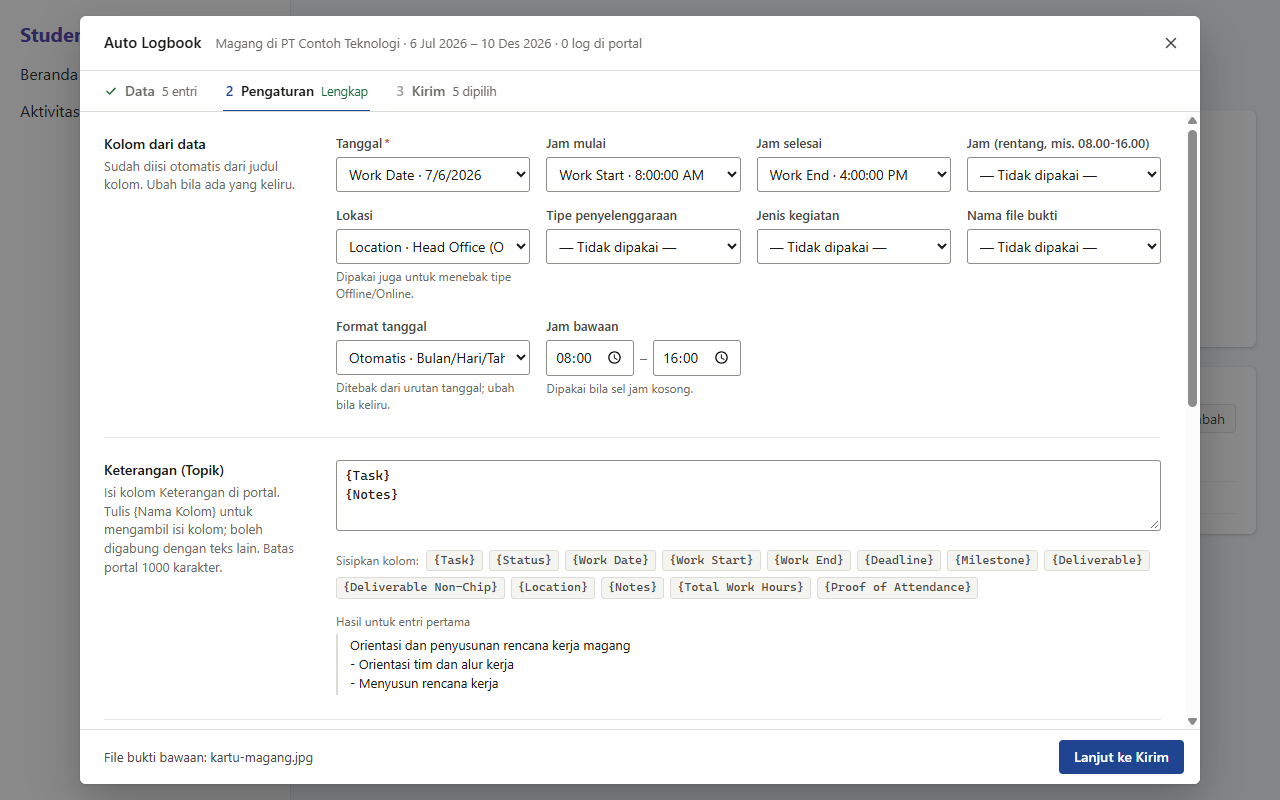 Studen
Beranda
Aktivitas
Auto Logbook
Magang di PT Contoh Teknologi · 6 Jul 2026 – 10 Des 2026 · 0 log di portal
Data 5 entri
2 Pengaturan Lengkap
3 Kirim 5 dipilih
Kolom dari data
Sudah diisi otomatis dari judul
kolom. Ubah bila ada yang keliru.
Tanggal*
Jam mulai
Jam selesai
Jam (rentang, mis. 08.00-16.00)
Work Date · 7/6/2026
Work Start · 8:00:00 AM
Work End · 4:00:00 PM
— Tidak dipakai —
Lokasi
Tipe penyelenggaraan
Jenis kegiatan
Nama file bukti
Location · Head Office (O
— Tidak dipakai —
— Tidak dipakai —
— Tidak dipakai —
Dipakai juga untuk menebak tipe
Offline/Online.
Format tanggal
Jam bawaan
Otomatis · Bulan/Hari/Tah
08:00 – 16:00
Ditebak dari urutan tanggal; ubah
bila keliru.
Dipakai bila sel jam kosong.
bah
Keterangan (Topik)
Isi kolom Keterangan di portal.
Tulis {Nama Kolom} untuk
mengambil isi kolom; boleh
digabung dengan teks lain. Batas
portal 1000 karakter.
{Task}
{Notes}
Sisipkan kolom: {Task} {Status} {Work Date} {Work Start} {Work End} {Deadline} {Milestone} {Deliverable}
{Deliverable Non-Chip} {Location} {Notes} {Total Work Hours} {Proof of Attendance}
Hasil untuk entri pertama
Orientasi dan penyusunan rencana kerja magang
- Orientasi tim dan alur kerja
- Menyusun rencana kerja
File bukti bawaan: kartu-magang.jpg
Lanjut ke Kirim